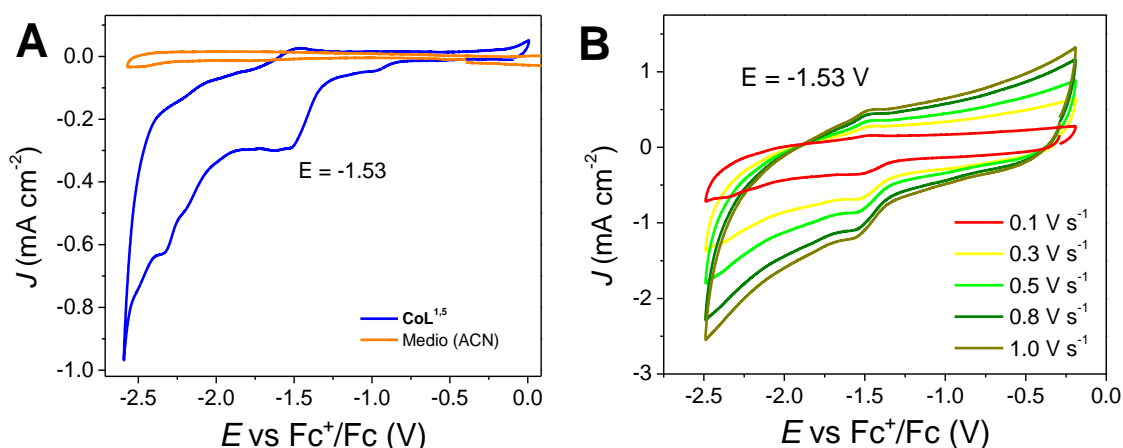 A
0.0
-0.2
-0.4
-0.6
-0.8
-1.0
J (mA cm⁻²)
E = -1.53
CoL¹,⁵
Medio (ACN)
-2.5 -2.0 -1.5 -1.0 -0.5 0.0
E vs Fc⁺/Fc (V)
B
1
0
-1
-2
-3
J (mA cm⁻²)
E = -1.53 V
0.1 V s⁻¹
0.3 V s⁻¹
0.5 V s⁻¹
0.8 V s⁻¹
1.0 V s⁻¹
-2.5 -2.0 -1.5 -1.0 -0.5 0.0
E vs Fc⁺/Fc (V)